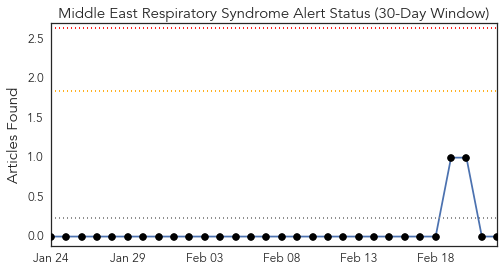 Middle East Respiratory Syndrome Alert Status (30-Day Window)
Articles Found
2.5
2.0
1.5
1.0
0.5
0.0
Jan 24 Jan 29 Feb 03 Feb 08 Feb 13 Feb 18